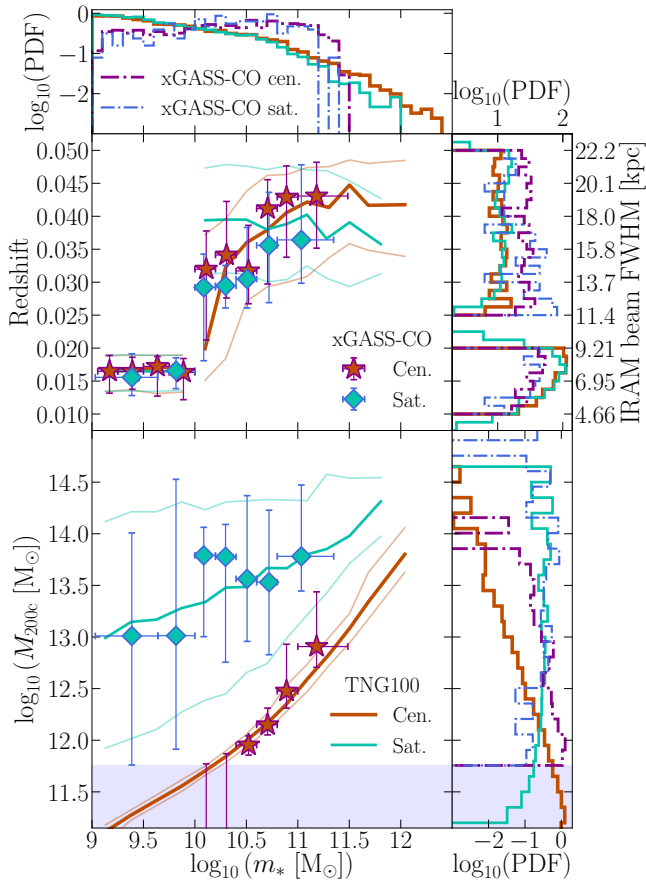 log₁₀(PDF)
0
−1
−2
xGASS-CO cen.
xGASS-CO sat.
log₁₀(PDF)
1 2
Redshift
0.050
0.045
0.040
0.035
0.030
0.025
0.020
0.015
0.010
xGASS-CO
Cen.
Sat.
22.2
20.1
18.0
15.8
13.7
11.4
9.21
6.95
4.66
IRAM beam FWHM [kpc]
log₁₀ (M₂₀₀c [M⊙])
14.5
14.0
13.5
13.0
12.5
12.0
11.5
TNG100
Cen.
Sat.
9 9.5 10 10.5 11 11.5 12
log₁₀ (m∗ [M⊙])
−2 −1 0
log₁₀(PDF)